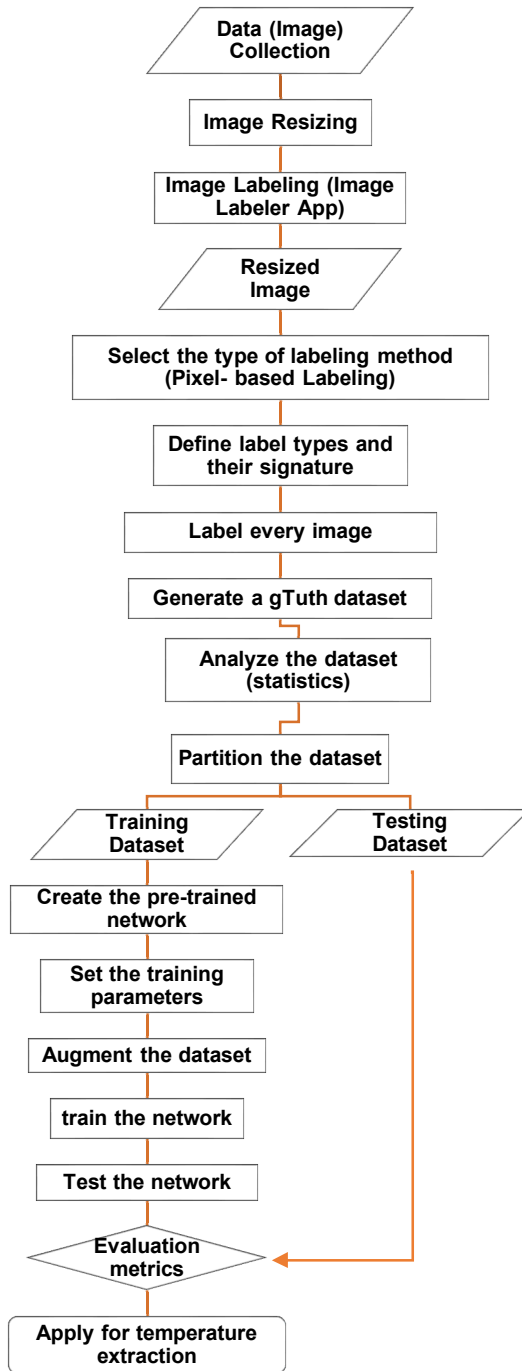 Data (Image)
Collection
Image Resizing
Image Labeling (Image
Labeler App)
Resized
Image
Select the type of labeling method
(Pixel- based Labeling)
Define label types and
their signature
Label every image
Generate a gTuth dataset
Analyze the dataset
(statistics)
Partition the dataset
Training
Dataset
Testing
Dataset
Create the pre-trained
network
Set the training
parameters
Augment the dataset
train the network
Test the network
Evaluation
metrics
Apply for temperature
extraction